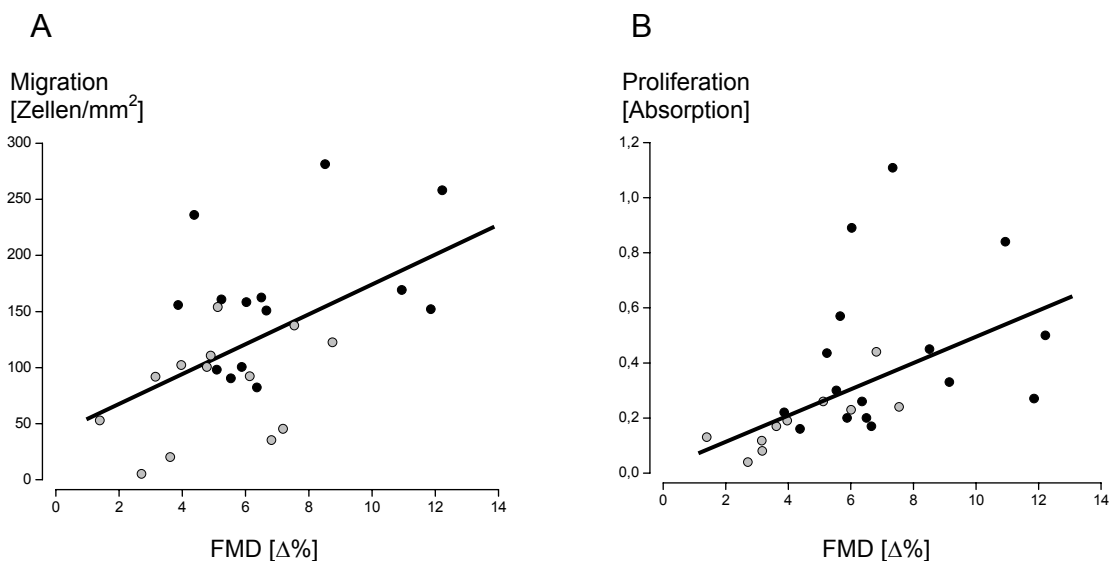 A
Migration
[Zellen/mm²]
300
250
200
150
100
50
0
0 2 4 6 8 10 12 14
FMD [∆%]
B
Proliferation
[Absorption]
1,2
1,0
0,8
0,6
0,4
0,2
0,0
0 2 4 6 8 10 12 14
FMD [∆%]